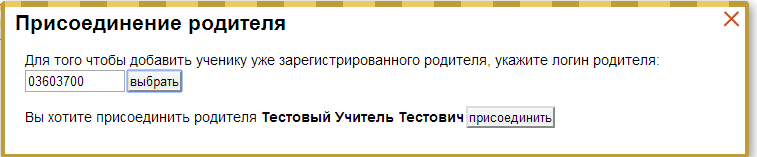 Присоединение родителя
Для того чтобы добавить ученику уже зарегистрированного родителя, укажите логин родителя:
03603700 выбрать
Вы хотите присоединить родителя Тестовый Учитель Тестович присоединить